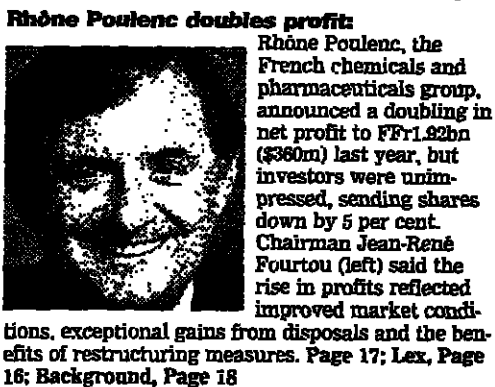 Rhône Poulenc doubles profit:
Rhône Poulenc, the
French chemicals and
pharmaceuticals group,
announced a doubling in
net profit to FFr1.92bn
($360m) last year, but
investors were unim-
pressed, sending shares
down by 5 per cent.
Chairman Jean-René
Fourtou (left) said the
rise in profits reflected
improved market condi-
tions, exceptional gains from disposals and the ben-
efits of restructuring measures. Page 17; Lex, Page
16; Background, Page 18